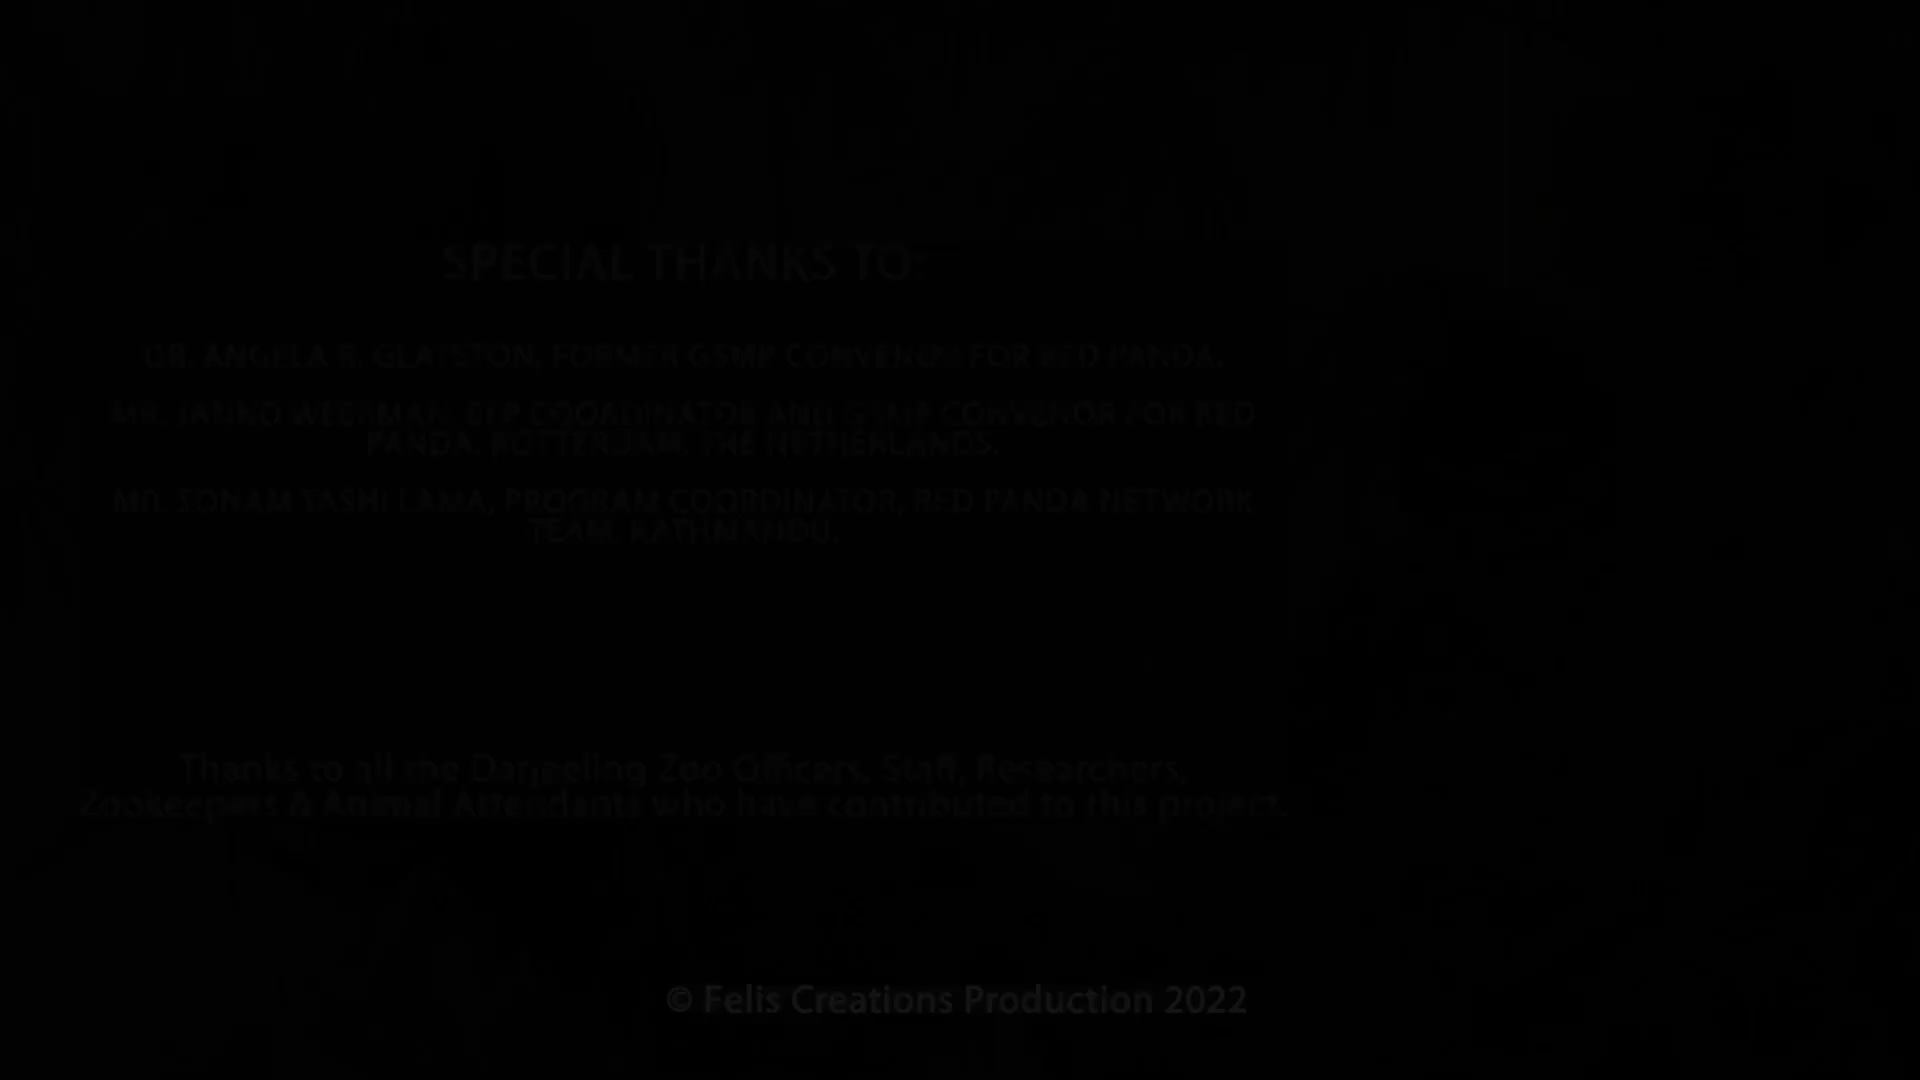 SPECIAL THANKS TO:
DR. ANGELA R. GLATSTON, FORMER GSMP CONVENOR FOR RED PANDA.
MR. JANNO WEERMAN, EEP COORDINATOR AND GSMP CONVENOR FOR RED
PANDA, ROTTERDAM, THE NETHERLANDS.
MR. SONAM TASHI LAMA, PROGRAM COORDINATOR, RED PANDA NETWORK
TEAM, KATHMANDU.
Thanks to all the Darjeeling Zoo Officers, Staff, Researchers,
Zookeepers & Animal Attendants who have contributed to this project.
© Felis Creations Production 2022